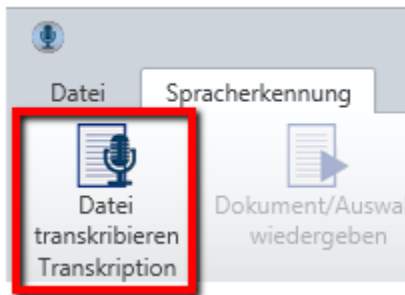 Datei Spracherkennung
Datei
transkribieren
Transkription
Dokument/Auswa
wiedergeben